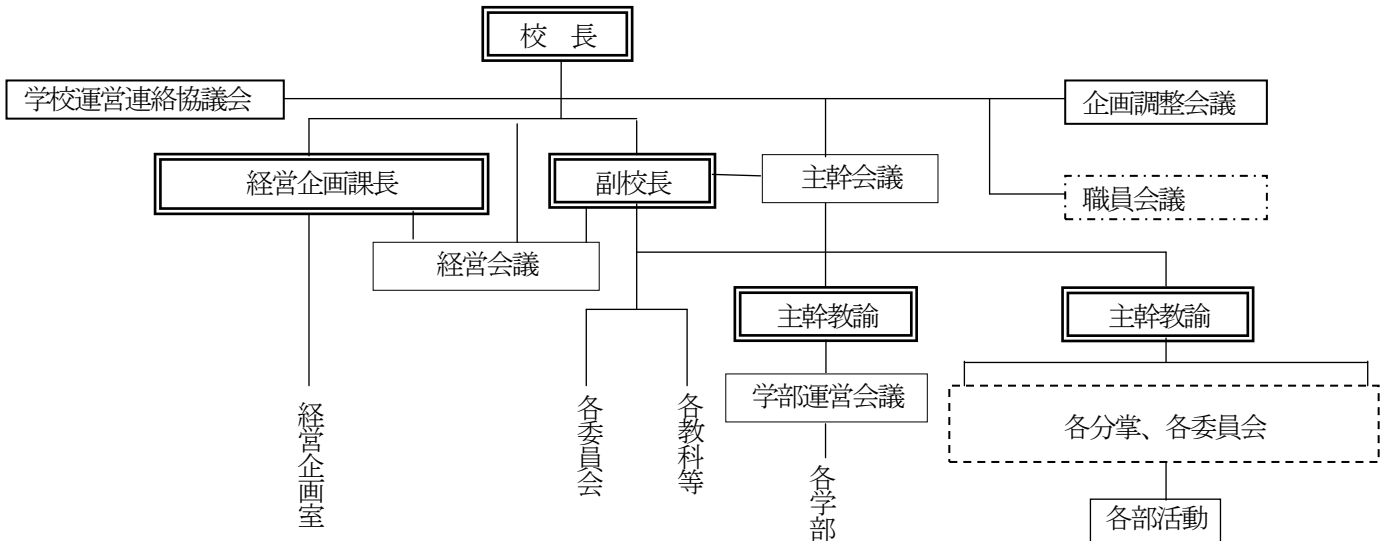 校　長
学校運営連絡協議会
企画調整会議
経営企画課長
副校長
主幹会議
職員会議
経営会議
主幹教諭
主幹教諭
学部運営会議
各分掌、各委員会
経営企画室
各委員会
各教科等
各学部
各部活動